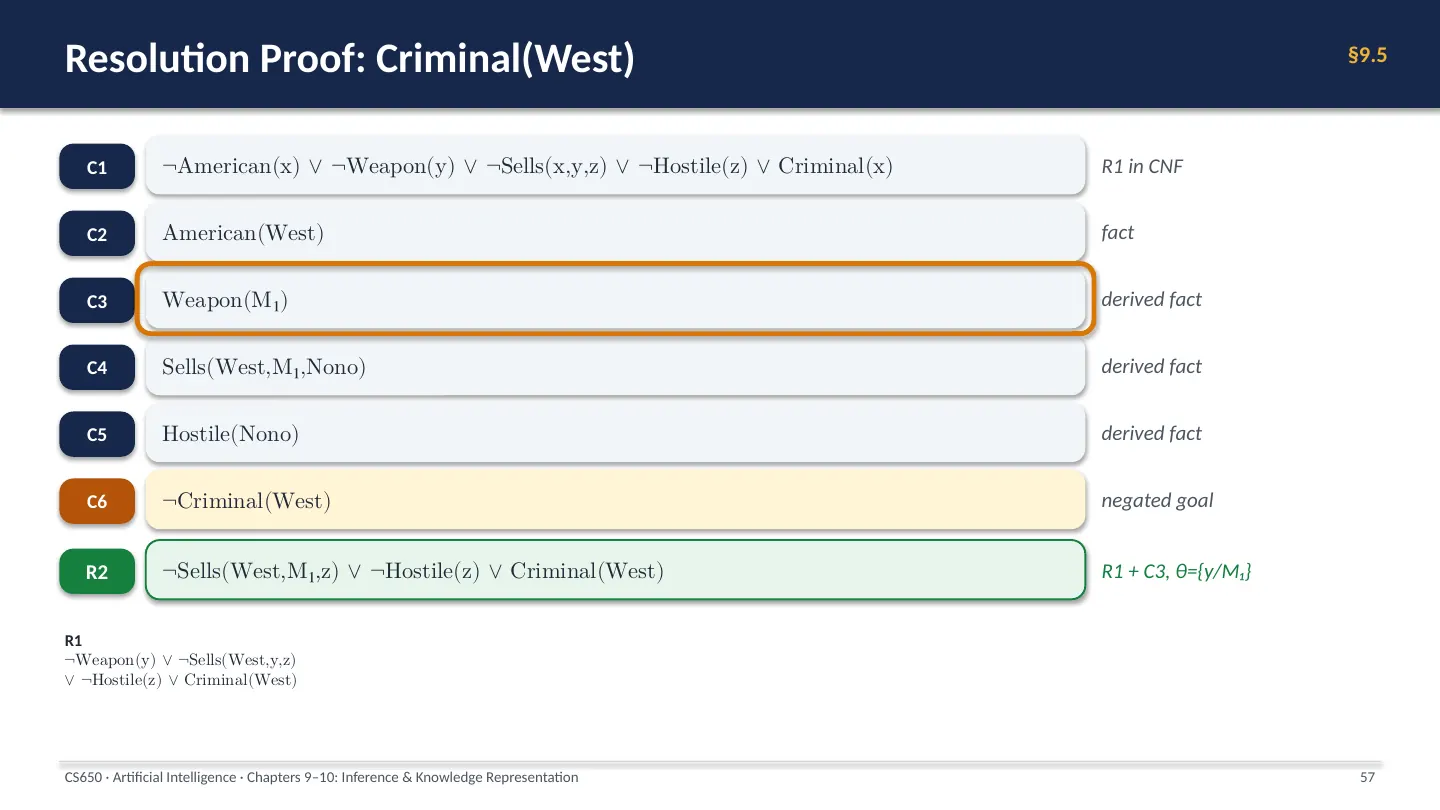 Resolution Proof: Criminal(West)
§9.5
C1 ¬American(x) ∨ ¬Weapon(y) ∨ ¬Sells(x,y,z) ∨ ¬Hostile(z) ∨ Criminal(x) R1 in CNF
C2 American(West) fact
C3 Weapon(M₁) derived fact
C4 Sells(West,M₁,Nono) derived fact
C5 Hostile(Nono) derived fact
C6 ¬Criminal(West) negated goal
R2 ¬Sells(West,M₁,z) ∨ ¬Hostile(z) ∨ Criminal(West) R1 + C3, θ={y/M₁}
R1
¬Weapon(y) ∨ ¬Sells(West,y,z)
∨ ¬Hostile(z) ∨ Criminal(West)
CS650 · Artificial Intelligence · Chapters 9–10: Inference & Knowledge Representation 57